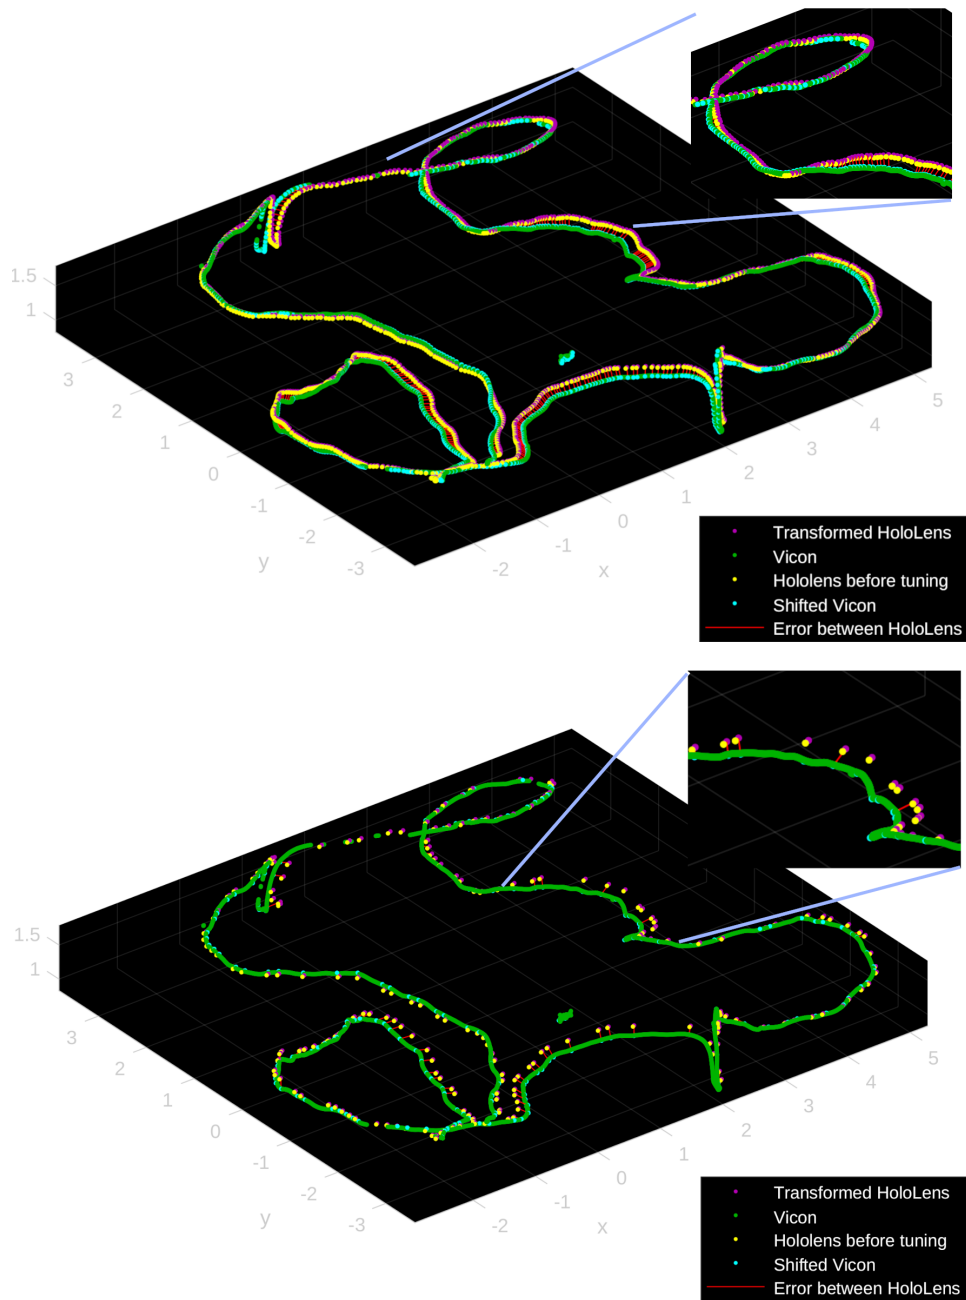 1.5
1
3
2
1
0
-1
-2
-3
y
-2
-1
0
1
2
3
4
5
x
Transformed HoloLens
Vicon
Hololens before tuning
Shifted Vicon
Error between HoloLens
1.5
1
3
2
1
0
-1
-2
-3
y
-2
-1
0
1
2
3
4
5
x
Transformed HoloLens
Vicon
Hololens before tuning
Shifted Vicon
Error between HoloLens